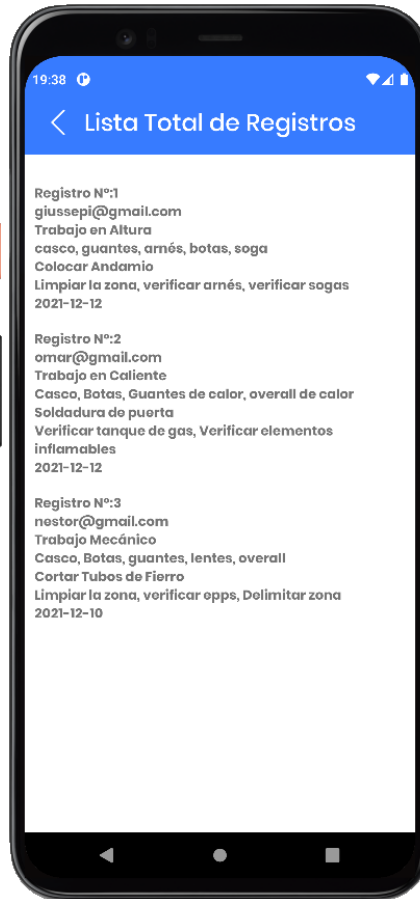 19:38
Lista Total de Registros
Registro N°:1
giussepi@gmail.com
Trabajo en Altura
casco, guantes, arnés, botas, soga
Colocar Andamio
Limpiar la zona, verificar arnés, verificar sogas
2021-12-12
Registro N°:2
omar@gmail.com
Trabajo en Caliente
Casco, Botas, Guantes de calor, overall de calor
Soldadura de puerta
Verificar tanque de gas, Verificar elementos
inflamables
2021-12-12
Registro N°:3
nestor@gmail.com
Trabajo Mecánico
Casco, Botas, guantes, lentes, overall
Cortar Tubos de Fierro
Limpiar la zona, verificar epps, Delimitar zona
2021-12-10